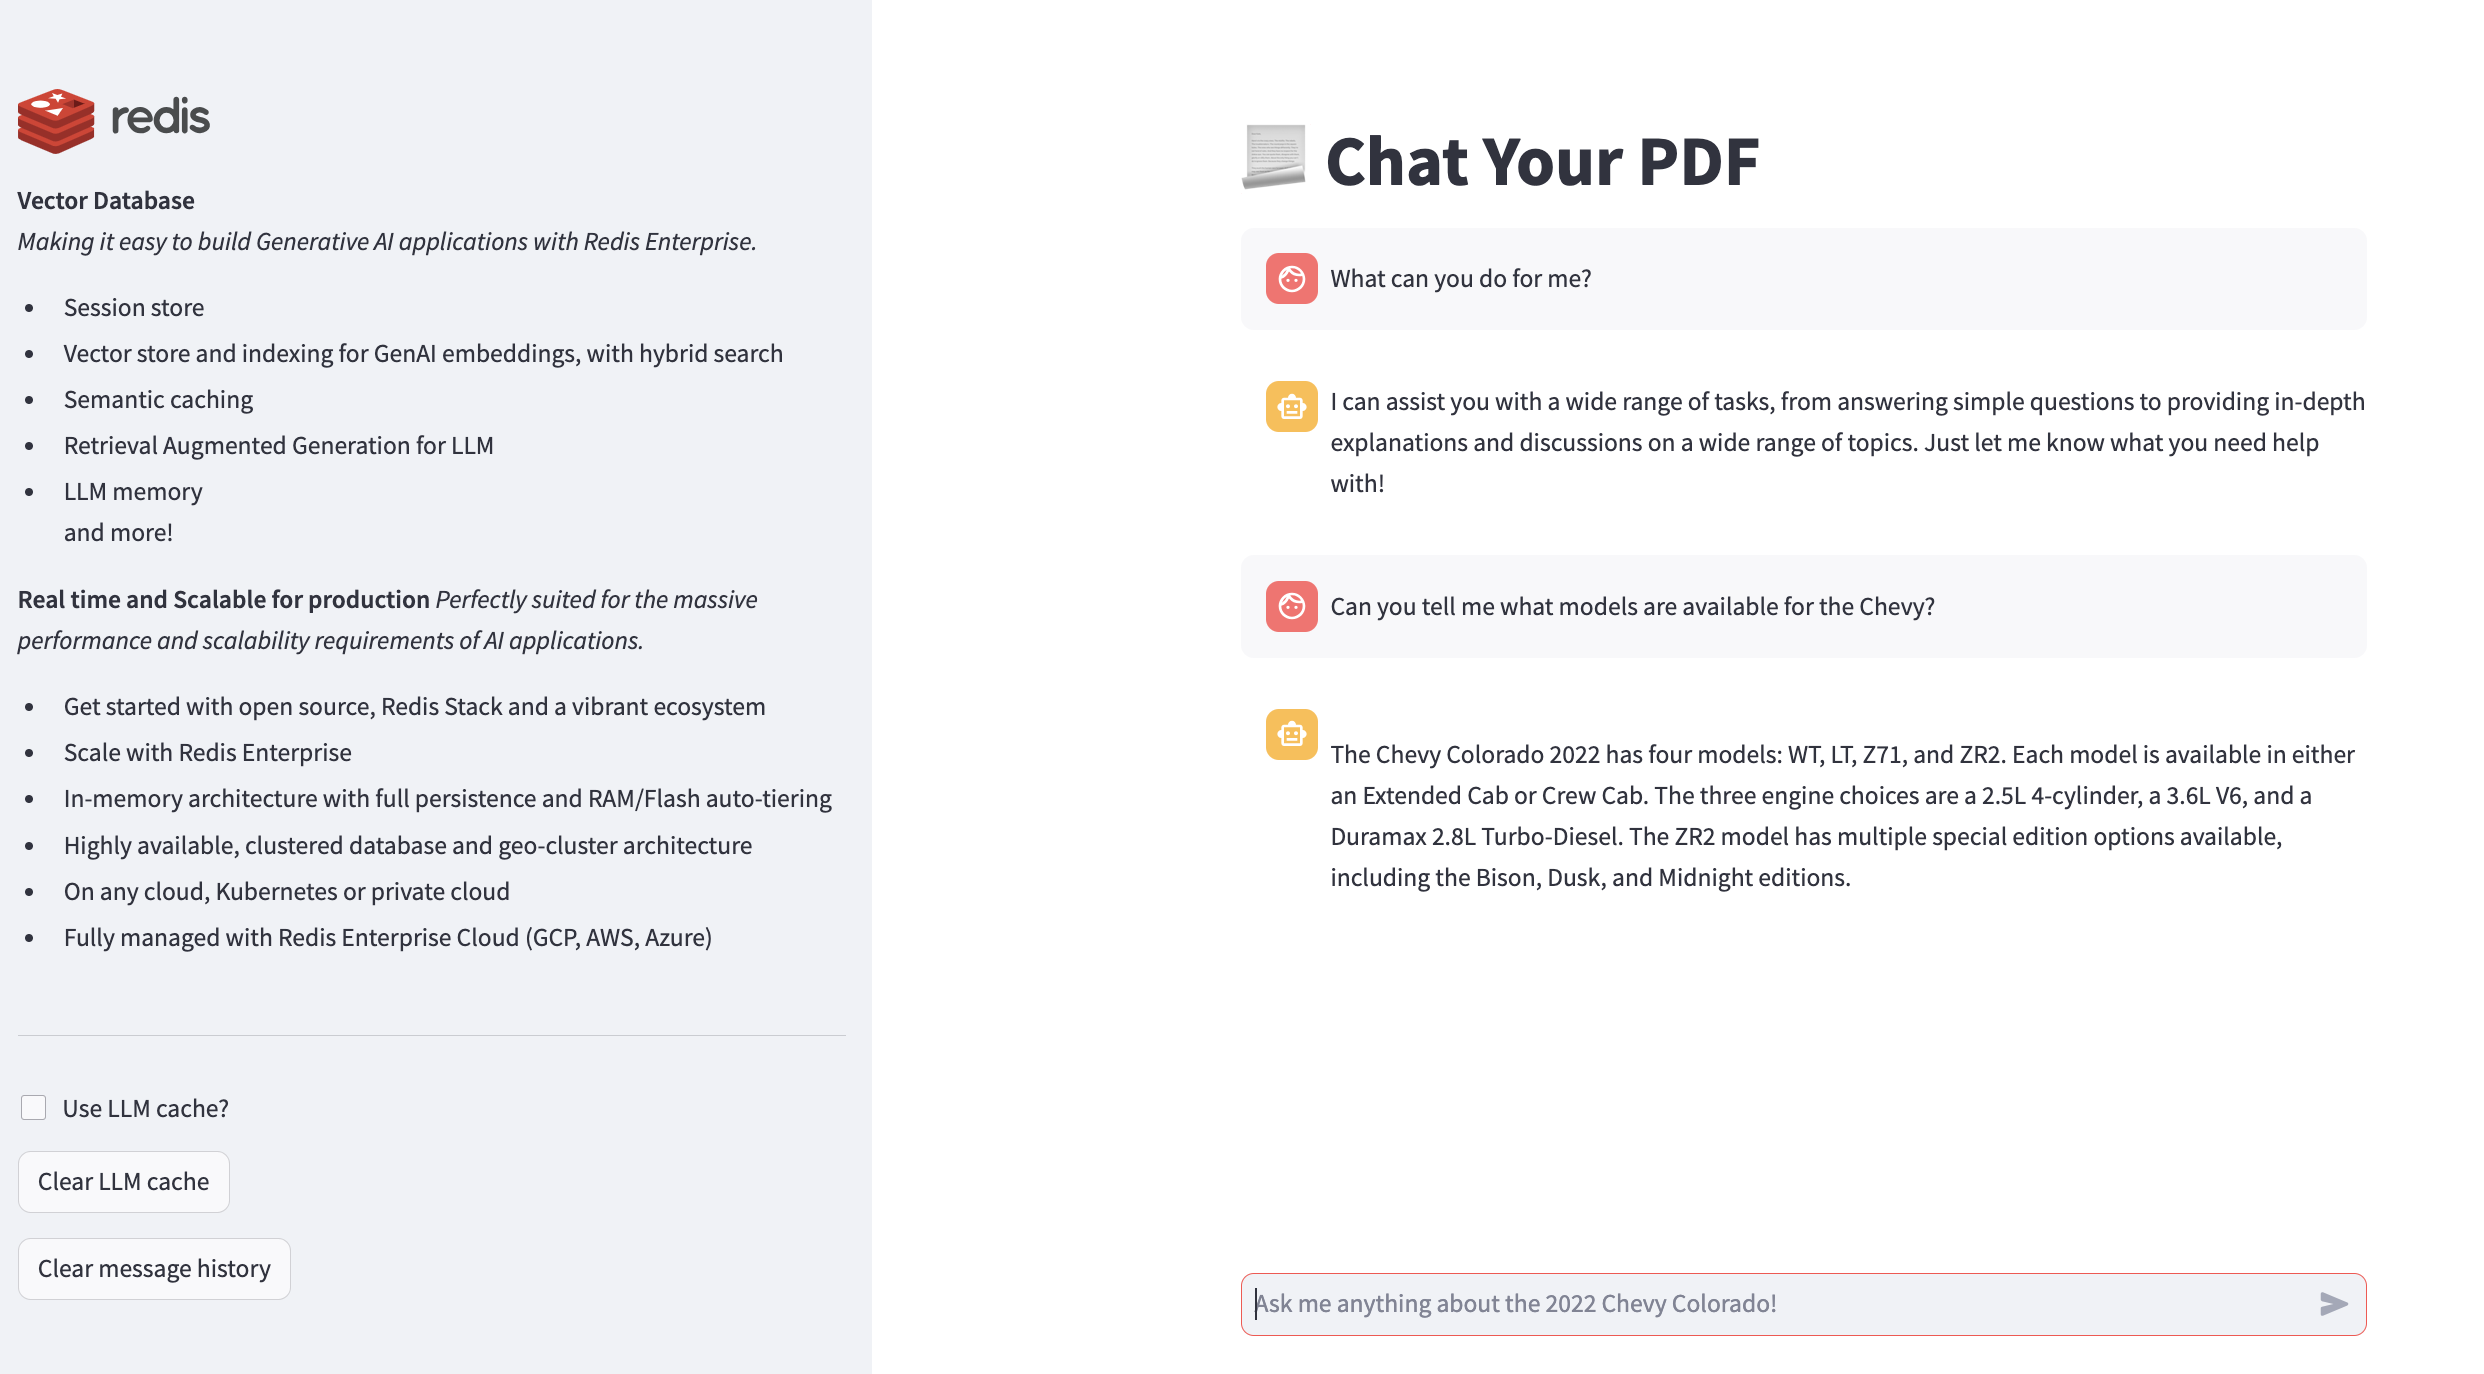 redis
Vector Database
Making it easy to build Generative AI applications with Redis Enterprise.
• Session store
• Vector store and indexing for GenAI embeddings, with hybrid search
• Semantic caching
• Retrieval Augmented Generation for LLM
• LLM memory
and more!
Real time and Scalable for production Perfectly suited for the massive
performance and scalability requirements of AI applications.
• Get started with open source, Redis Stack and a vibrant ecosystem
• Scale with Redis Enterprise
• In-memory architecture with full persistence and RAM/Flash auto-tiering
• Highly available, clustered database and geo-cluster architecture
• On any cloud, Kubernetes or private cloud
• Fully managed with Redis Enterprise Cloud (GCP, AWS, Azure)
Use LLM cache?
Clear LLM cache
Clear message history
Chat Your PDF
What can you do for me?
I can assist you with a wide range of tasks, from answering simple questions to providing in-depth
explanations and discussions on a wide range of topics. Just let me know what you need help
with!
Can you tell me what models are available for the Chevy?
The Chevy Colorado 2022 has four models: WT, LT, Z71, and ZR2. Each model is available in either
an Extended Cab or Crew Cab. The three engine choices are a 2.5L 4-cylinder, a 3.6L V6, and a
Duramax 2.8L Turbo-Diesel. The ZR2 model has multiple special edition options available,
including the Bison, Dusk, and Midnight editions.
Ask me anything about the 2022 Chevy Colorado!